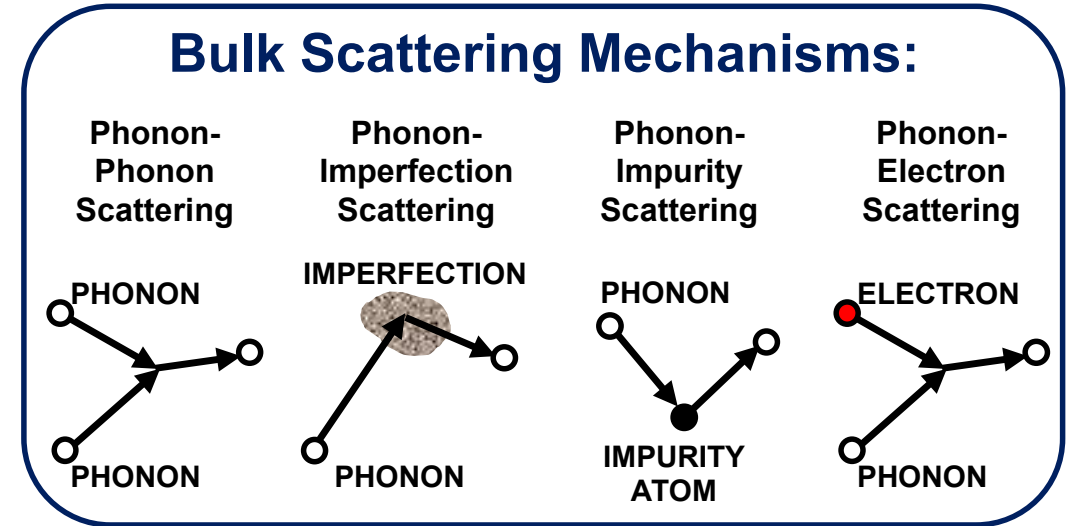 Bulk Scattering Mechanisms:
Phonon-
Phonon
Scattering
PHONON
PHONON
Phonon-
Imperfection
Scattering
IMPERFECTION
PHONON
Phonon-
Impurity
Scattering
PHONON
IMPURITY
ATOM
Phonon-
Electron
Scattering
ELECTRON
PHONON